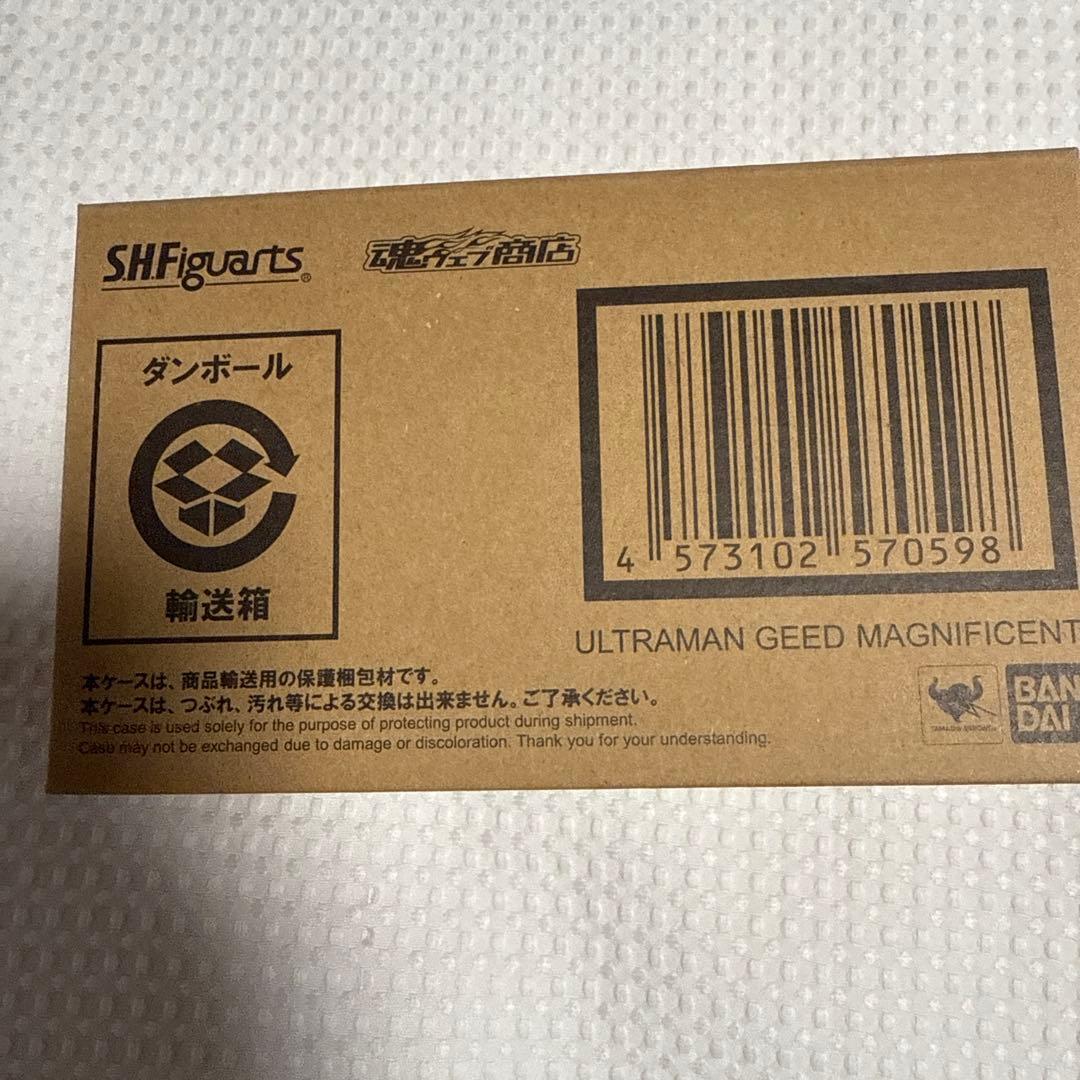 S.H.Figuarts®
魂ウェブ商店
ダンボール
輸送箱
4 573102 570598
ULTRAMAN GEED MAGNIFICENT
本ケースは、商品輸送用の保護梱包材です。
本ケースは、つぶれ、汚れ等による交換は出来ません。ご了承ください。
This case is used solely for the purpose of protecting product during shipment.
Case may not be exchanged due to damage or discoloration. Thank you for your understanding.
TAMASHII NATIONS
BAN
DAI